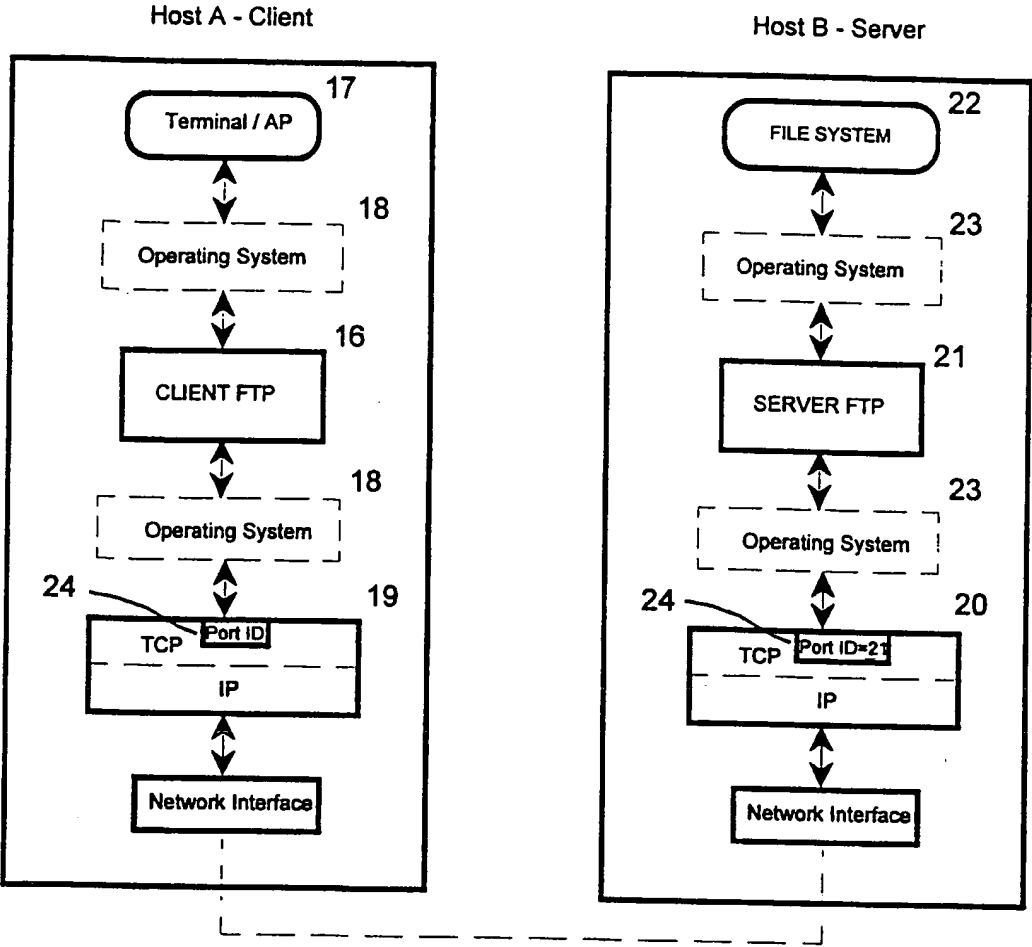 Host A - Client
17
Terminal / AP
18
Operating System
16
CLIENT FTP
18
Operating System
24
19
Port ID
TCP
IP
Network Interface
Host B - Server
22
FILE SYSTEM
23
Operating System
21
SERVER FTP
23
Operating System
24
20
Port ID=21
TCP
IP
Network Interface